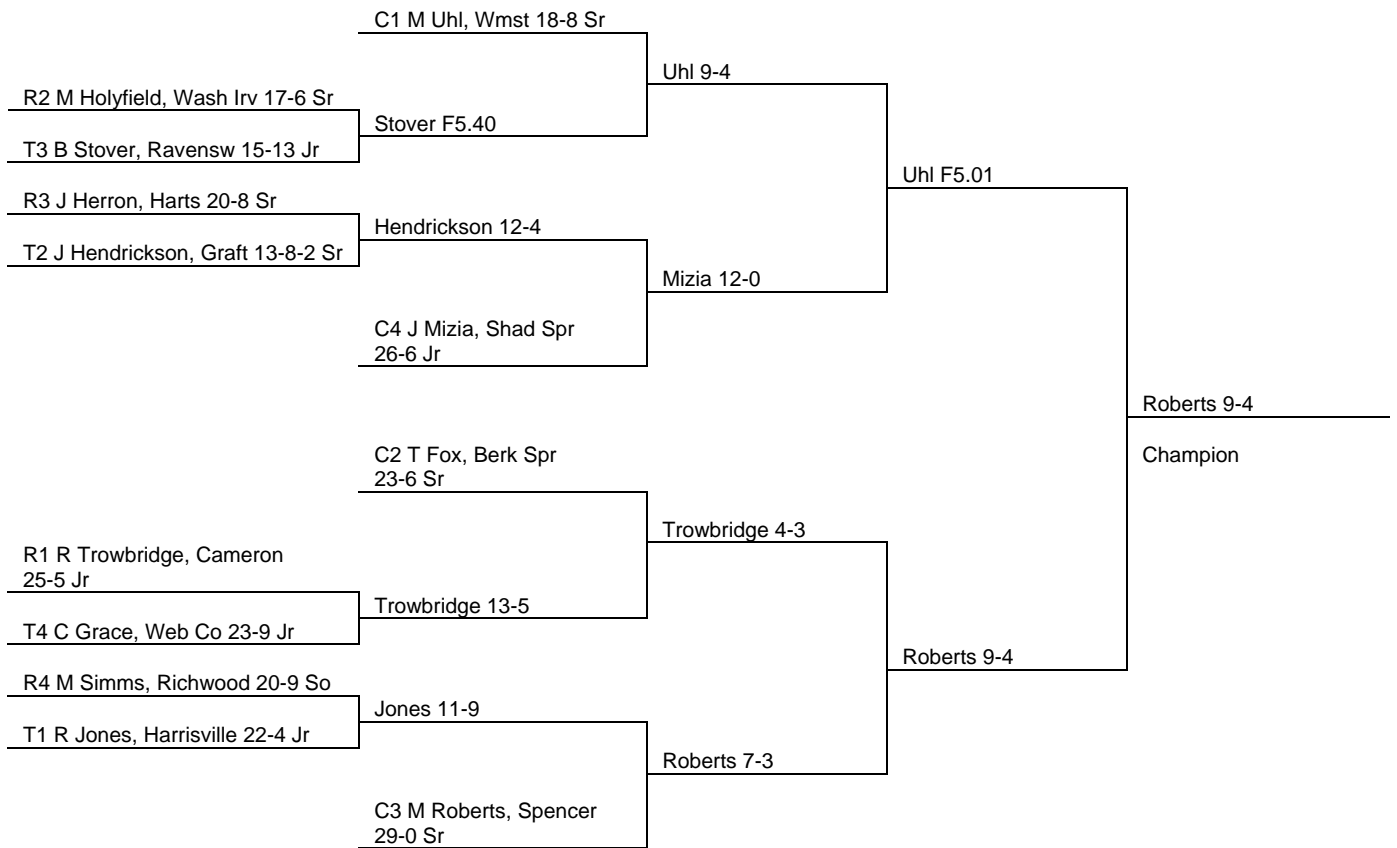 C1 M Uhl, Wmst 18-8 Sr
Uhl 9-4
R2 M Holyfield, Wash Irv 17-6 Sr
Stover F5.40
T3 B Stover, Ravensw 15-13 Jr
Uhl F5.01
R3 J Herron, Harts 20-8 Sr
Hendrickson 12-4
T2 J Hendrickson, Graft 13-8-2 Sr
Mizia 12-0
C4 J Mizia, Shad Spr
26-6 Jr
Roberts 9-4
C2 T Fox, Berk Spr
23-6 Sr
Champion
Trowbridge 4-3
R1 R Trowbridge, Cameron
25-5 Jr
Trowbridge 13-5
T4 C Grace, Web Co 23-9 Jr
Roberts 9-4
R4 M Simms, Richwood 20-9 So
Jones 11-9
T1 R Jones, Harrisville 22-4 Jr
Roberts 7-3
C3 M Roberts, Spencer
29-0 Sr